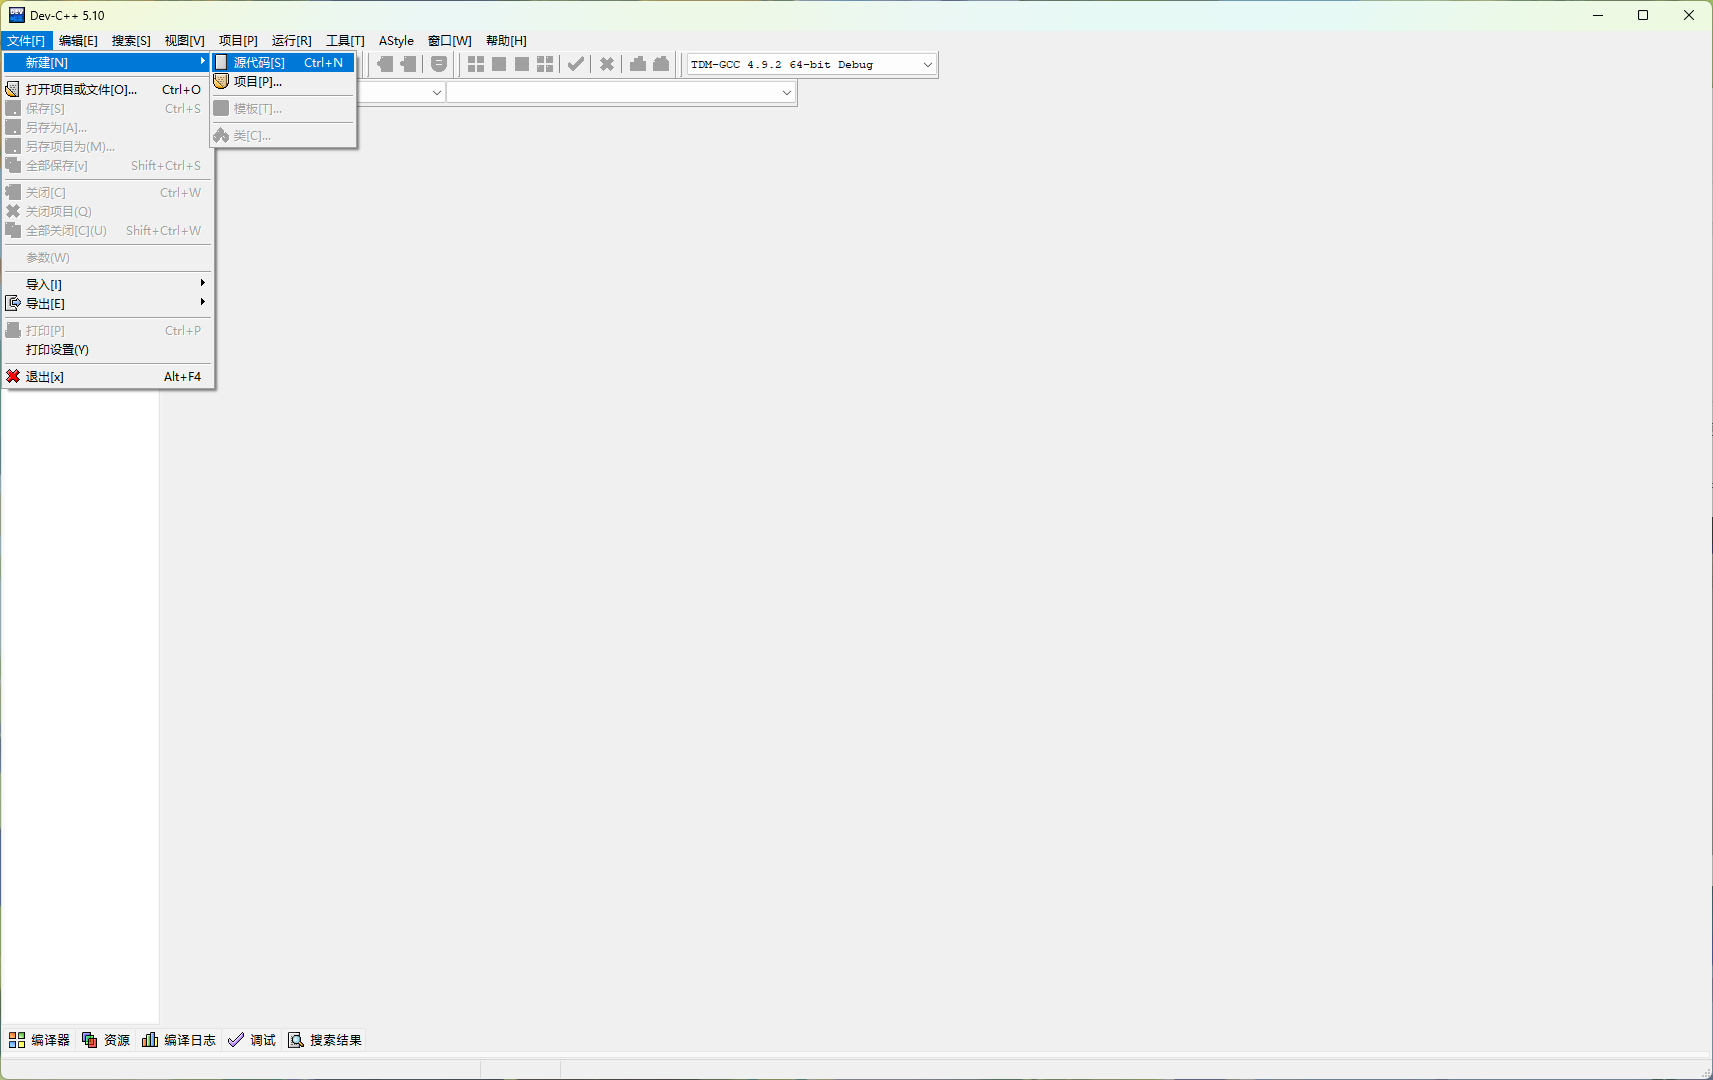 Dev-C++ 5.10
文件[F] 编辑[E] 搜索[S] 视图[V] 项目[P] 运行[R] 工具[T] AStyle 窗口[W] 帮助[H]
新建[N]
源代码[S] Ctrl+N
项目[P]...
模板[T]...
类[C]...
TDM-GCC 4.9.2 64-bit Debug
打开项目或文件[O]... Ctrl+O
保存[S] Ctrl+S
另存为[A]...
另存项目为(M)...
全部保存[v] Shift+Ctrl+S
关闭[C] Ctrl+W
关闭项目(Q)
全部关闭[C](U) Shift+Ctrl+W
参数(W)
导入[I]
导出[E]
打印[P] Ctrl+P
打印设置(Y)
退出[x] Alt+F4
编译器 资源 编译日志 调试 搜索结果